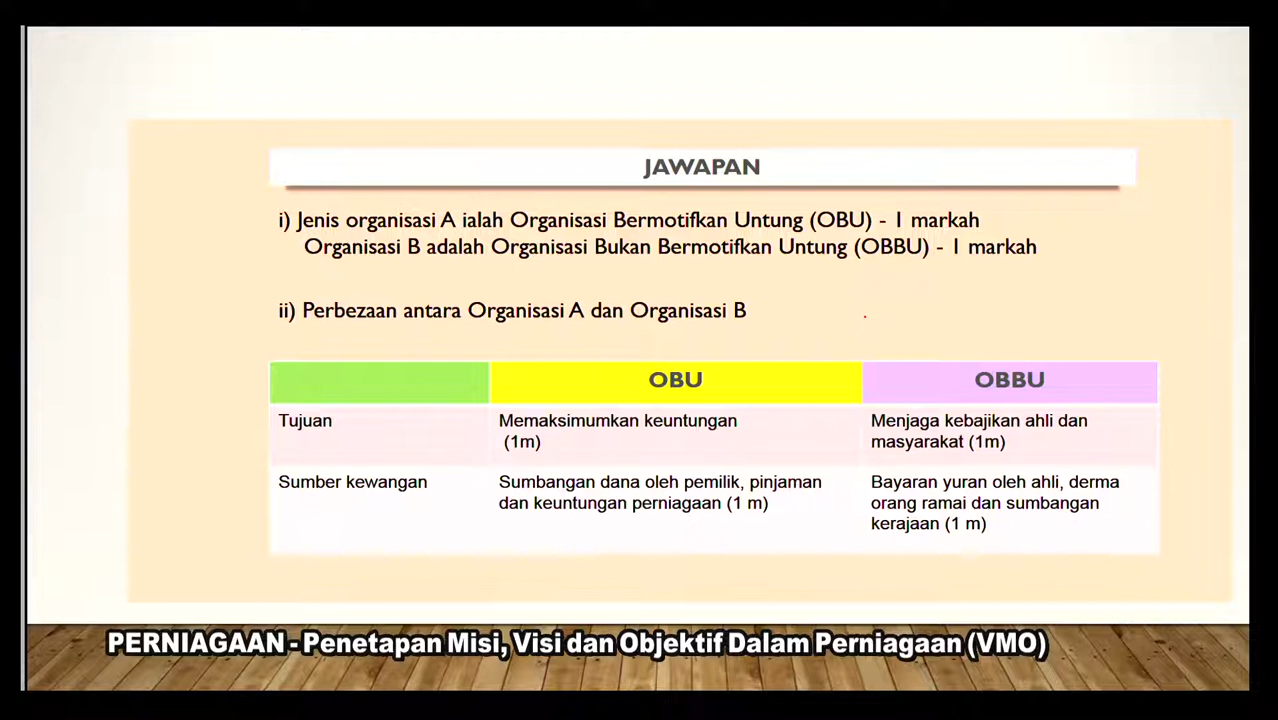 JAWAPAN
i) Jenis organisasi A ialah Organisasi Bermotifkan Untung (OBU) - 1 markah
Organisasi B adalah Organisasi Bukan Bermotifkan Untung (OBBU) - 1 markah
ii) Perbezaan antara Organisasi A dan Organisasi B
OBU
OBBU
Tujuan
Memaksimumkan keuntungan
(1m)
Menjaga kebajikan ahli dan
masyarakat (1m)
Sumber kewangan
Sumbangan dana oleh pemilik, pinjaman
dan keuntungan perniagaan (1 m)
Bayaran yuran oleh ahli, derma
orang ramai dan sumbangan
kerajaan (1 m)
PERNIAGAAN - Penetapan Misi, Visi dan Objektif Dalam Perniagaan (VMO)